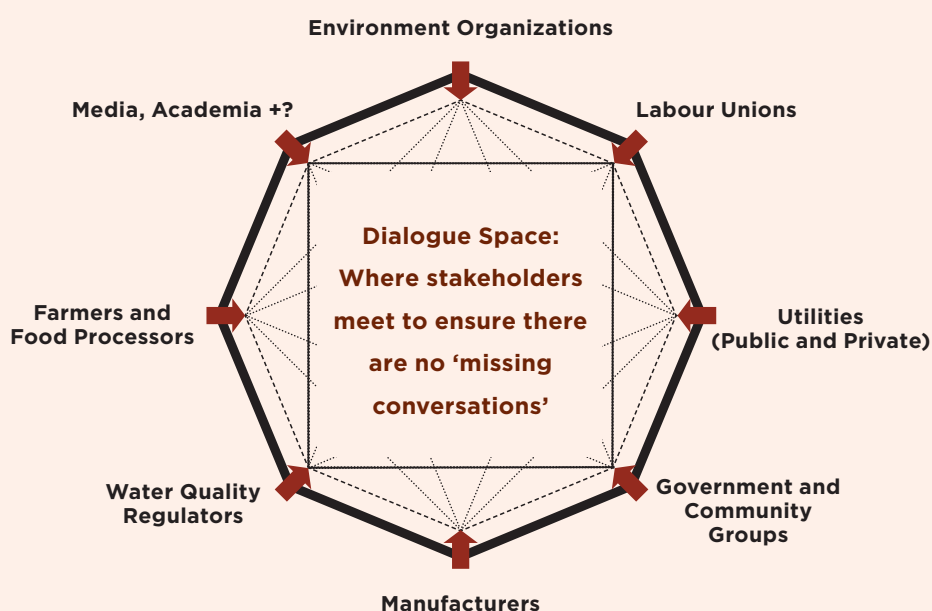 Environment Organizations
Media, Academia +?
Labour Unions
Dialogue Space:
Where stakeholders
meet to ensure there
are no ‘missing
conversations’
Farmers and
Food Processors
Utilities
(Public and Private)
Water Quality
Regulators
Government and
Community
Groups
Manufacturers